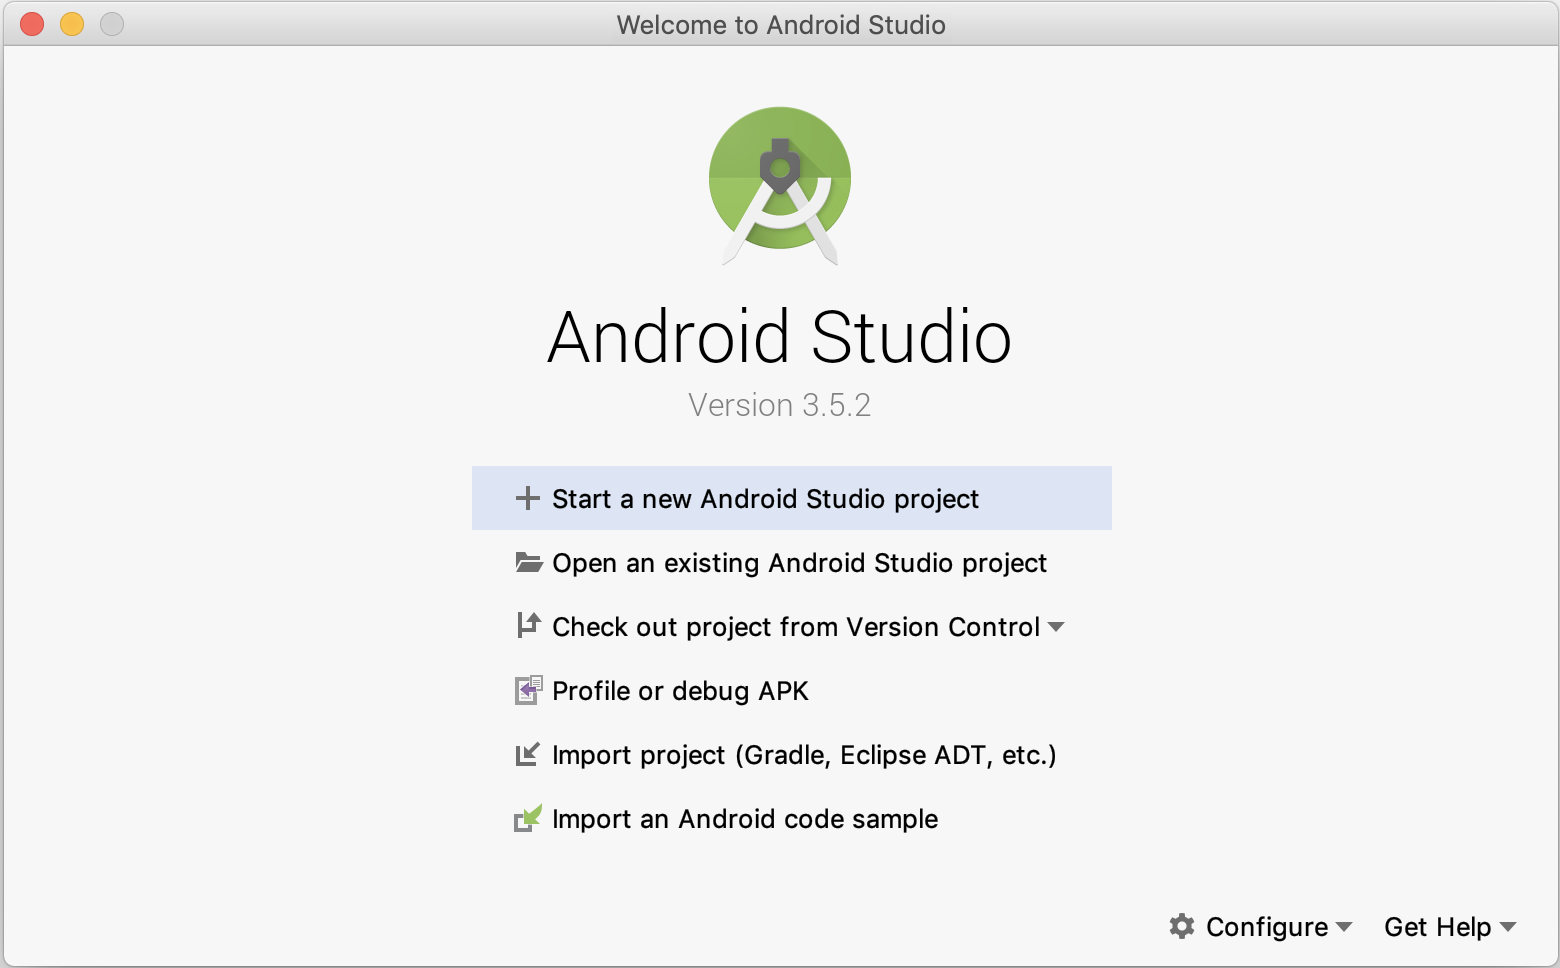 Welcome to Android Studio
Android Studio
Version 3.5.2
Start a new Android Studio project
Open an existing Android Studio project
Check out project from Version Control
Profile or debug APK
Import project (Gradle, Eclipse ADT, etc.)
Import an Android code sample
Configure
Get Help